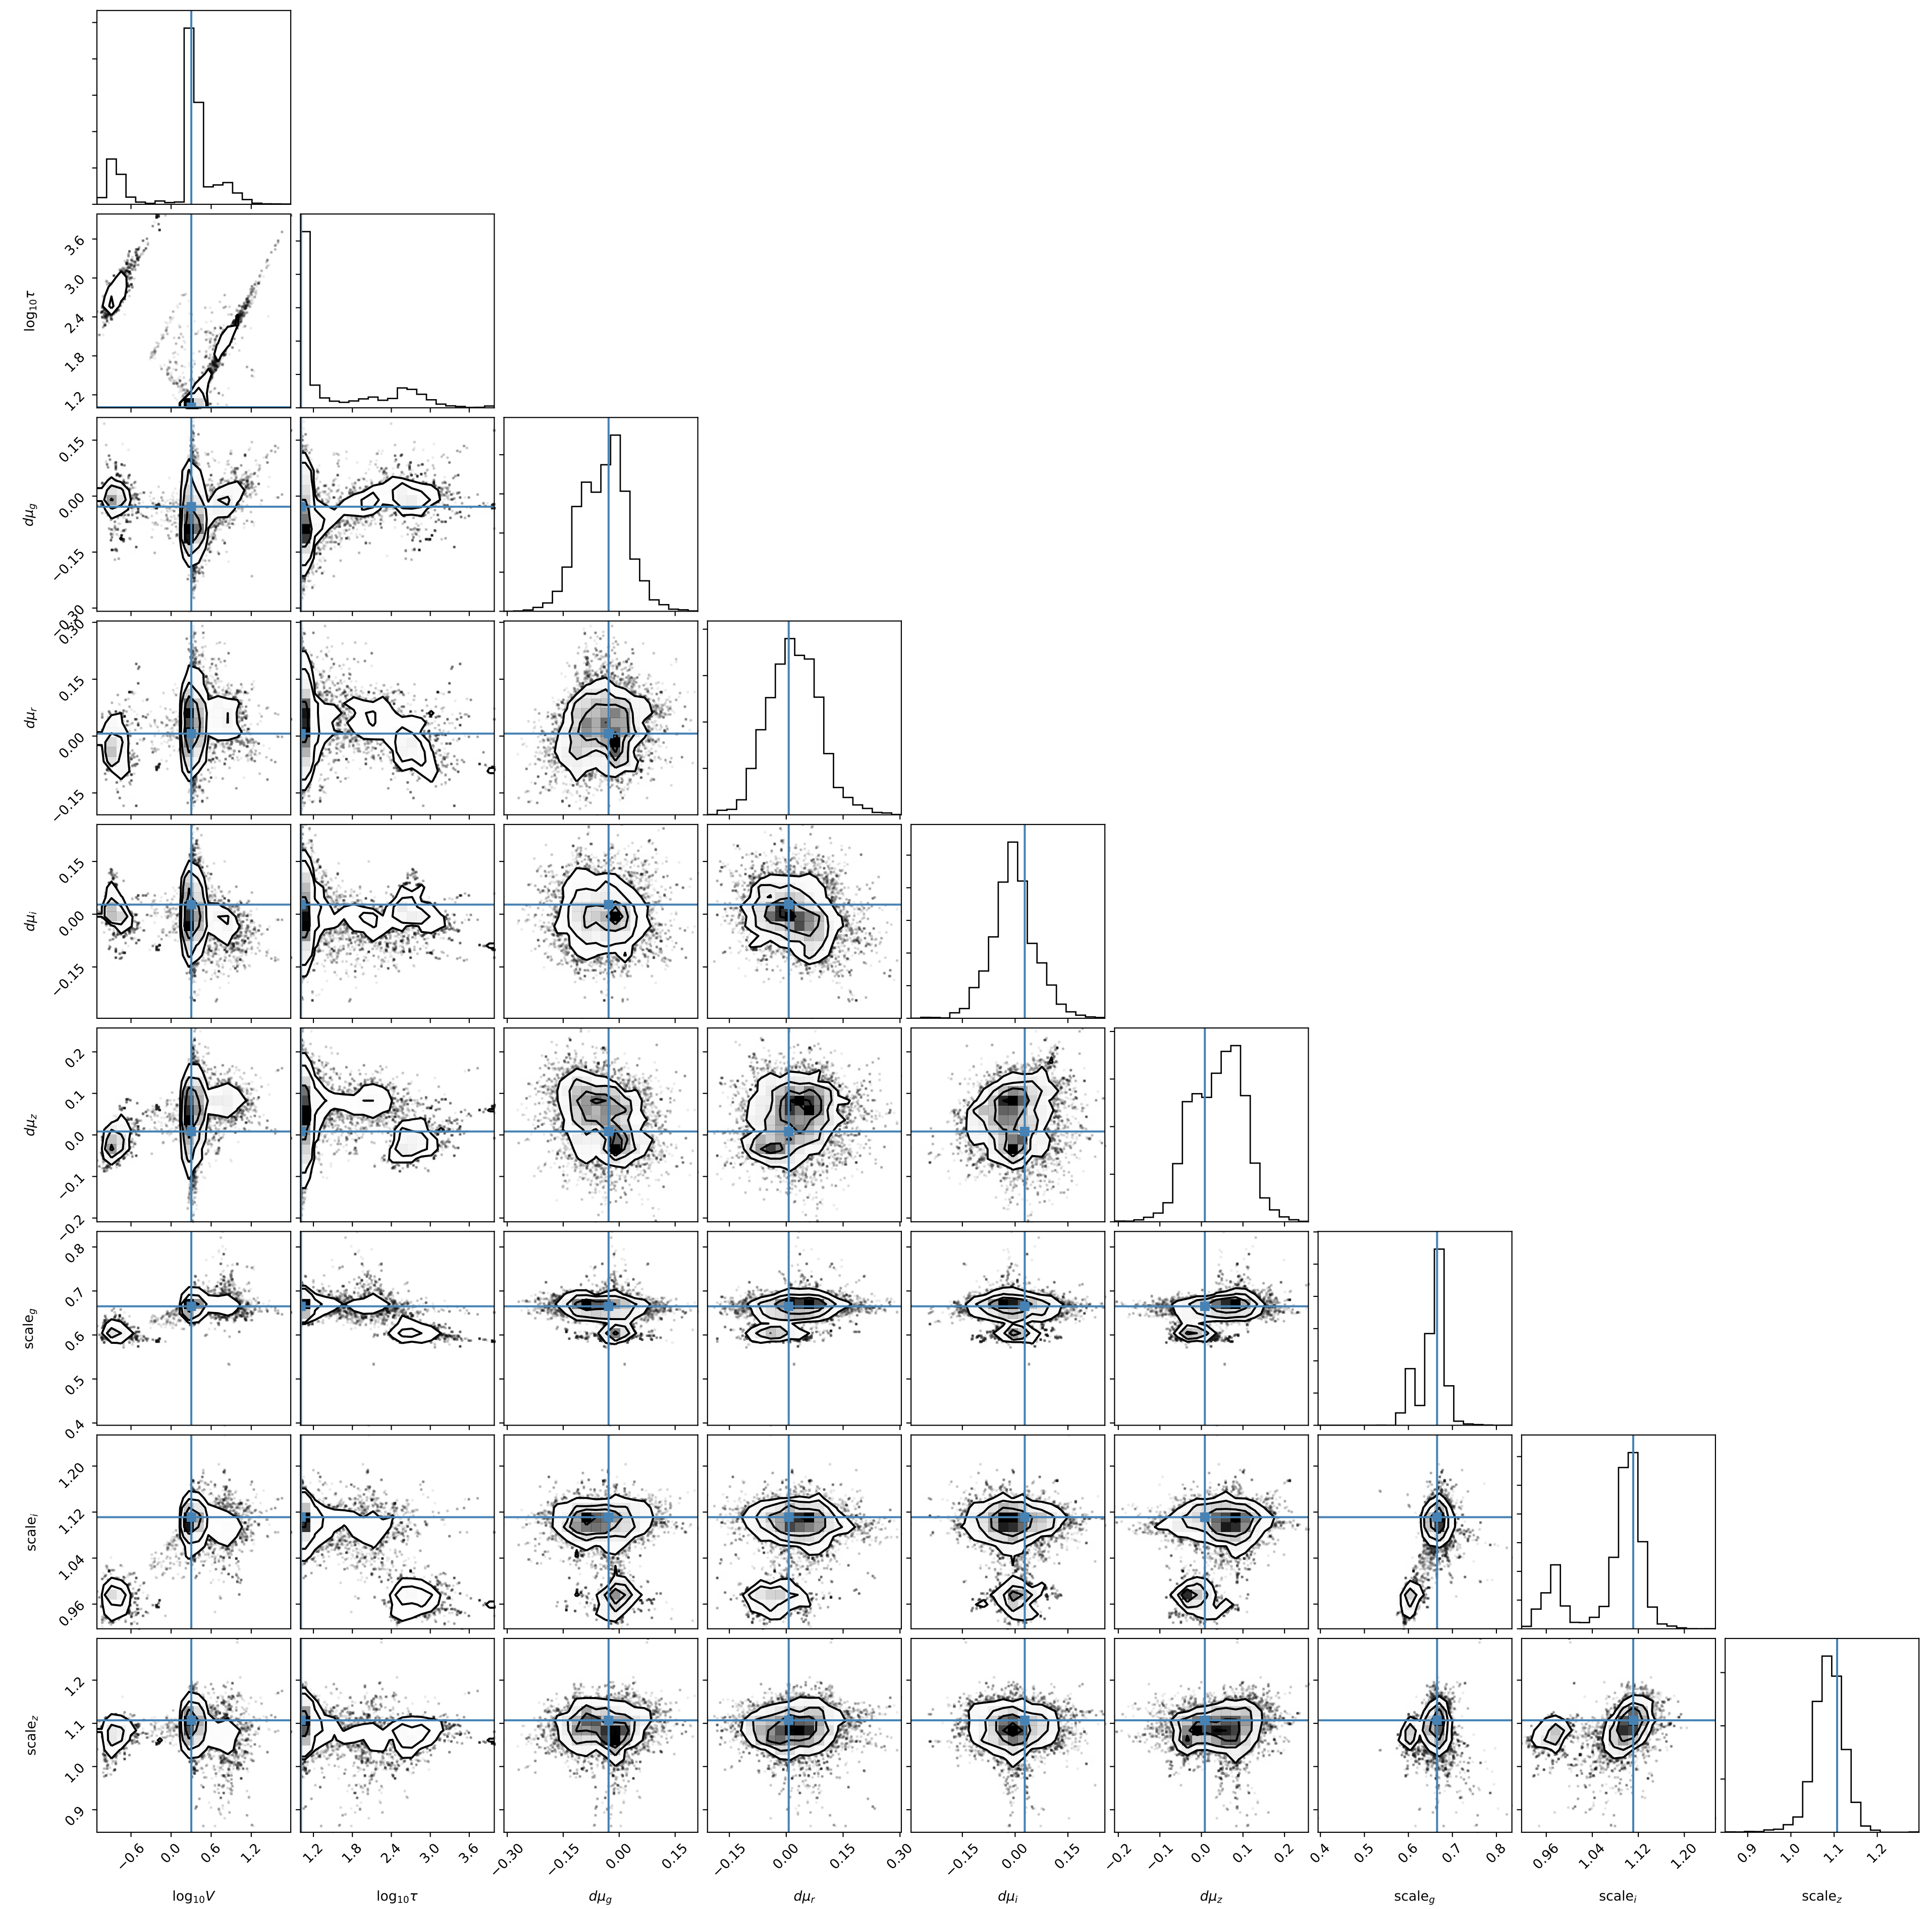 3.6
3.0
2.4
1.8
1.2
log₁₀τ
0.15
0.00
−0.15
−0.30
dμ_g
0.30
0.15
0.00
−0.15
dμ_r
0.15
0.00
−0.15
dμ_i
0.2
0.1
0.0
−0.1
−0.2
dμ_z
0.8
0.7
0.6
0.5
0.4
scale_g
1.20
1.12
1.04
0.96
scale_i
1.2
1.1
1.0
0.9
scale_z
−0.6 0.0 0.6 1.2
log₁₀V
1.2 1.8 2.4 3.0 3.6
log₁₀τ
−0.30 −0.15 0.00 0.15
dμ_g
−0.15 0.00 0.15 0.30
dμ_r
−0.15 0.00 0.15
dμ_i
−0.2 −0.1 0.0 0.1 0.2
dμ_z
0.4 0.5 0.6 0.7 0.8
scale_g
0.96 1.04 1.12 1.20
scale_i
0.9 1.0 1.1 1.2
scale_z